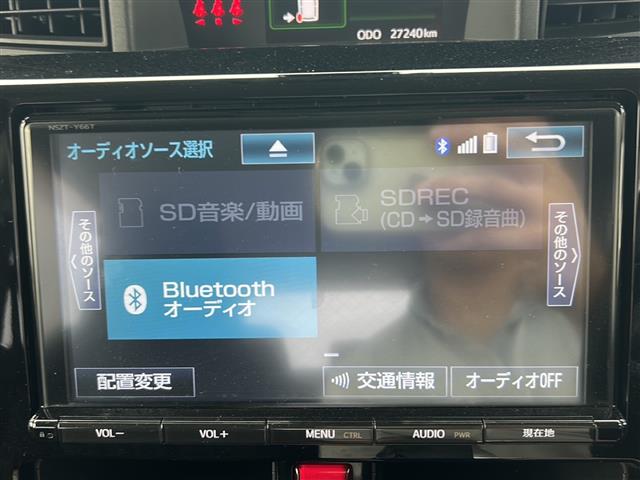 ODO 27240km
NSZT-Y66T
オーディオソース選択
SD音楽/動画
SDREC
(CD→SD録音曲)
その他のソース
その他のソース
Bluetooth
オーディオ
配置変更
交通情報
オーディオOFF
VOL−
VOL+
MENU CTRL
AUDIO PWR
現在地